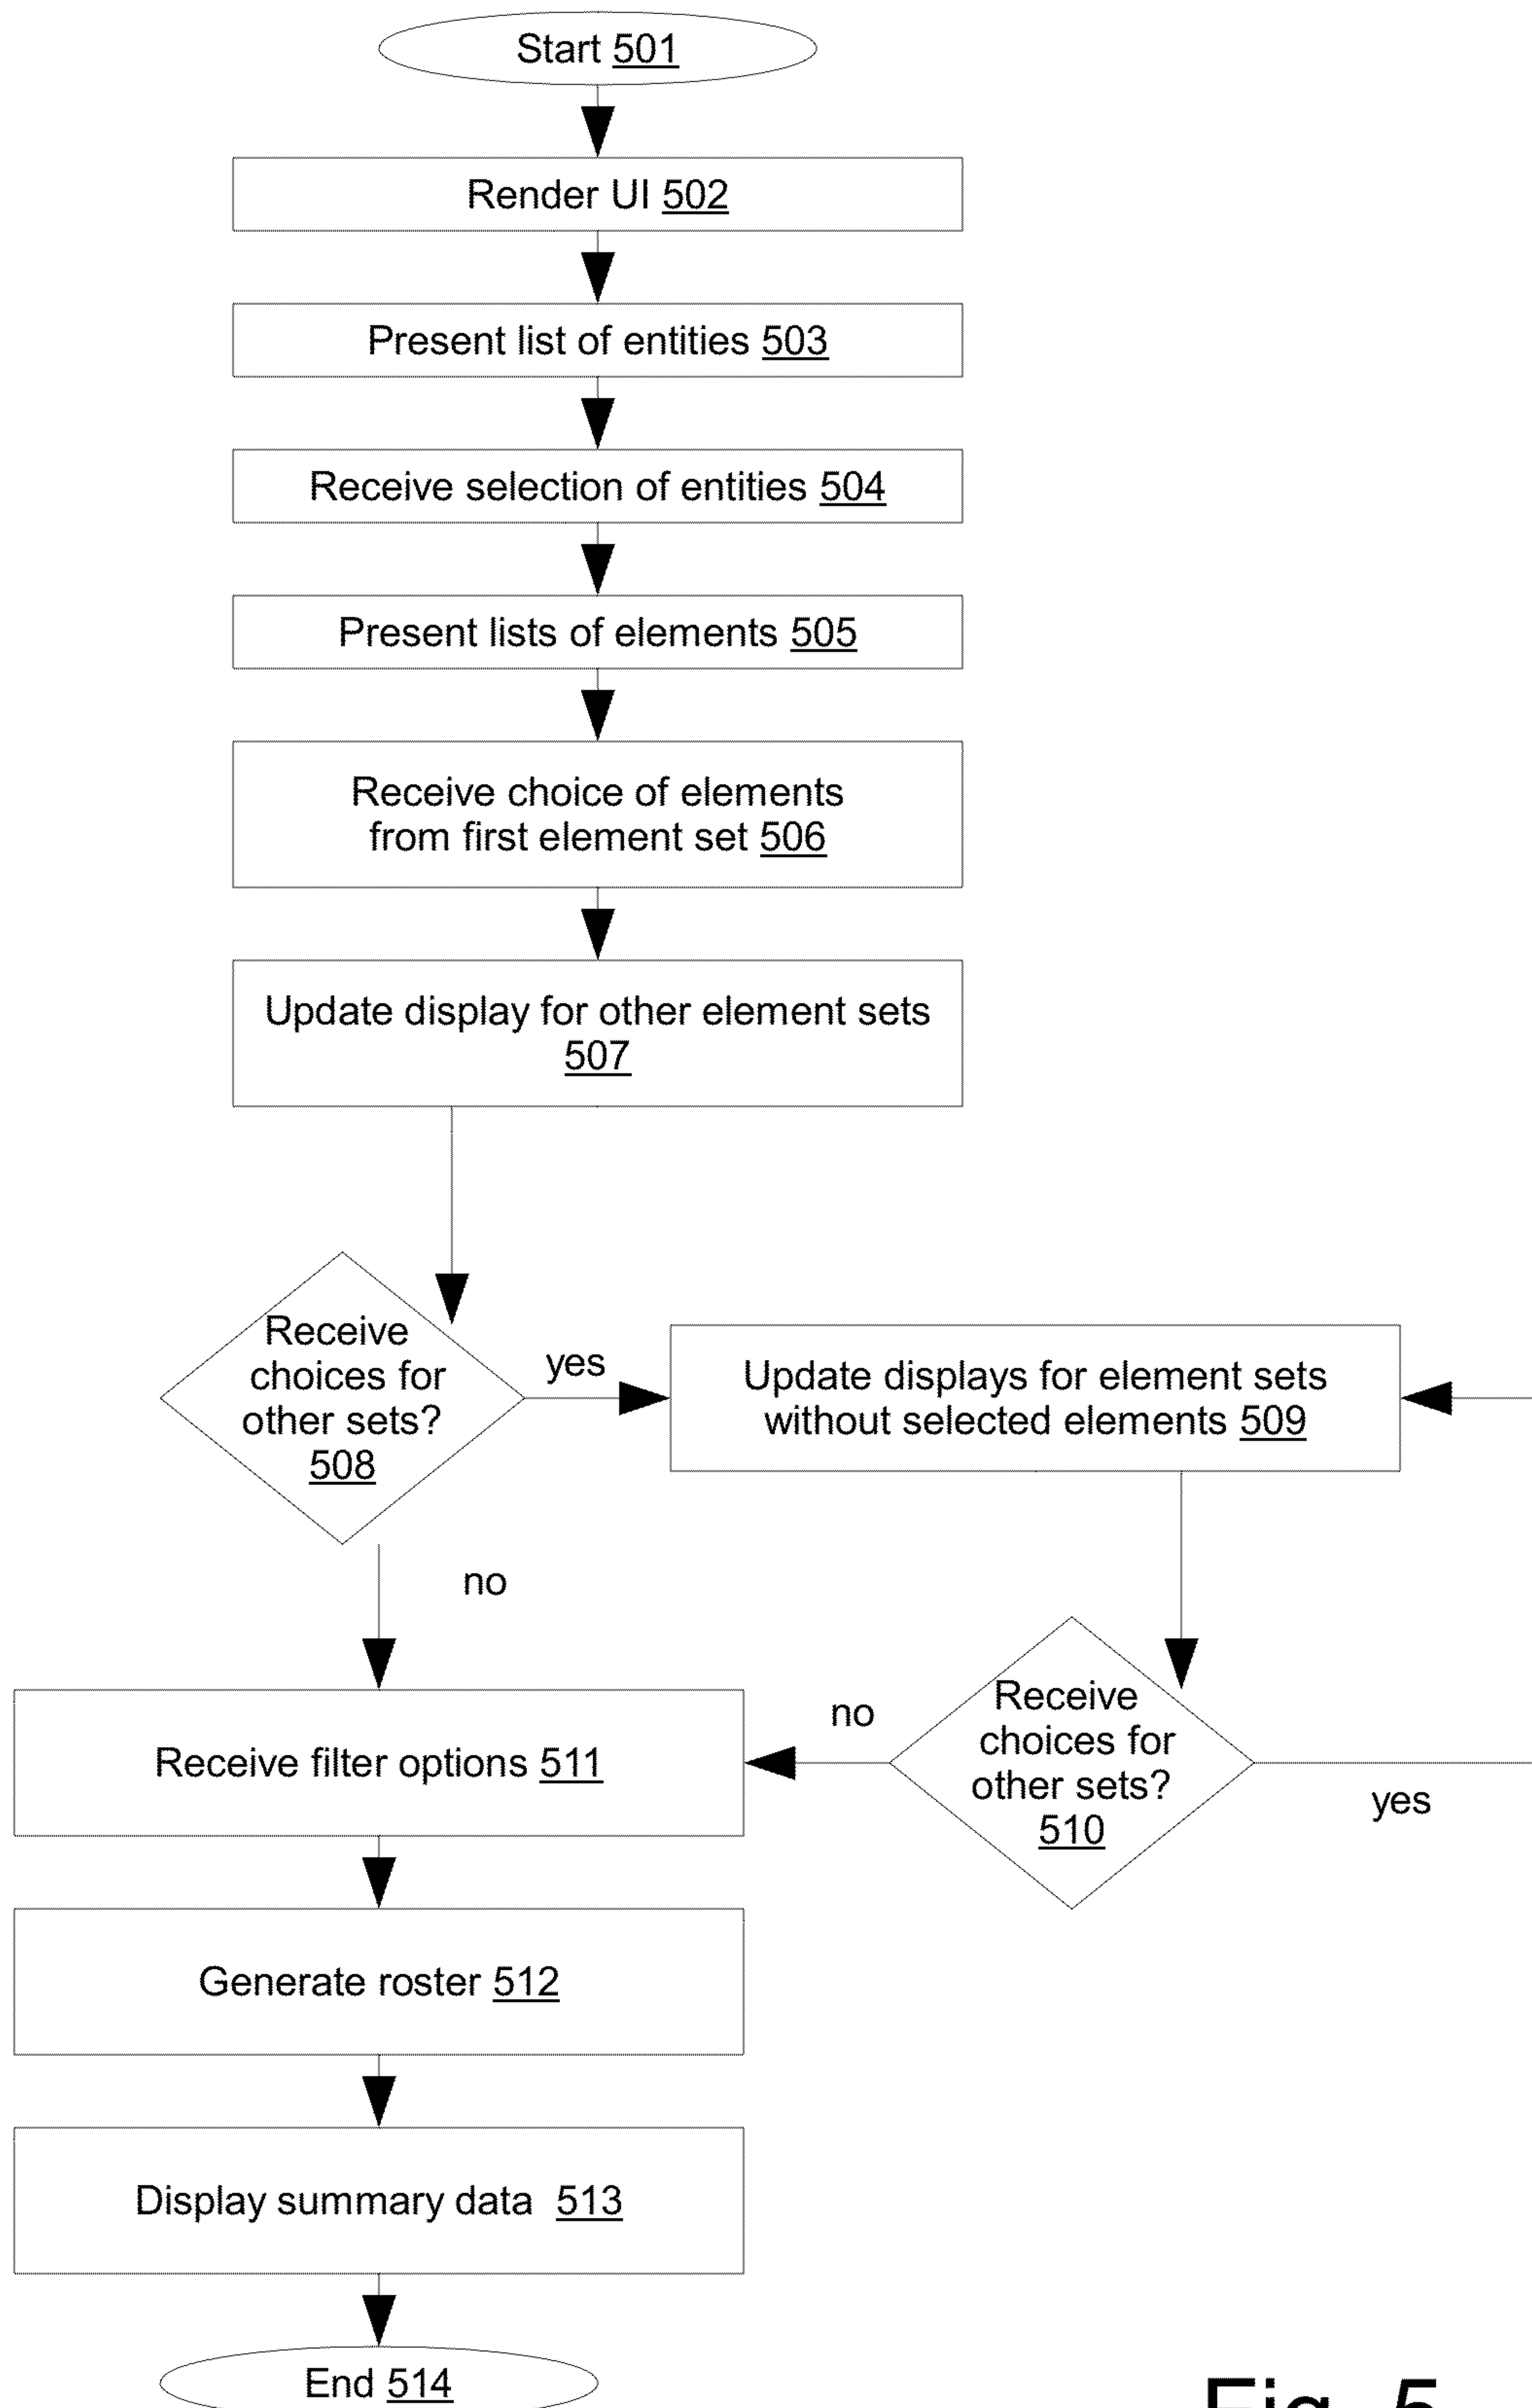 Start 501
Render UI 502
Present list of entities 503
Receive selection of entities 504
Present lists of elements 505
Receive choice of elements
from first element set 506
Update display for other element sets
507
Receive
choices for
other sets?
508
yes
Update displays for element sets
without selected elements 509
no
Receive
choices for
other sets?
510
no
yes
Receive filter options 511
Generate roster 512
Display summary data 513
End 514
Fig. 5